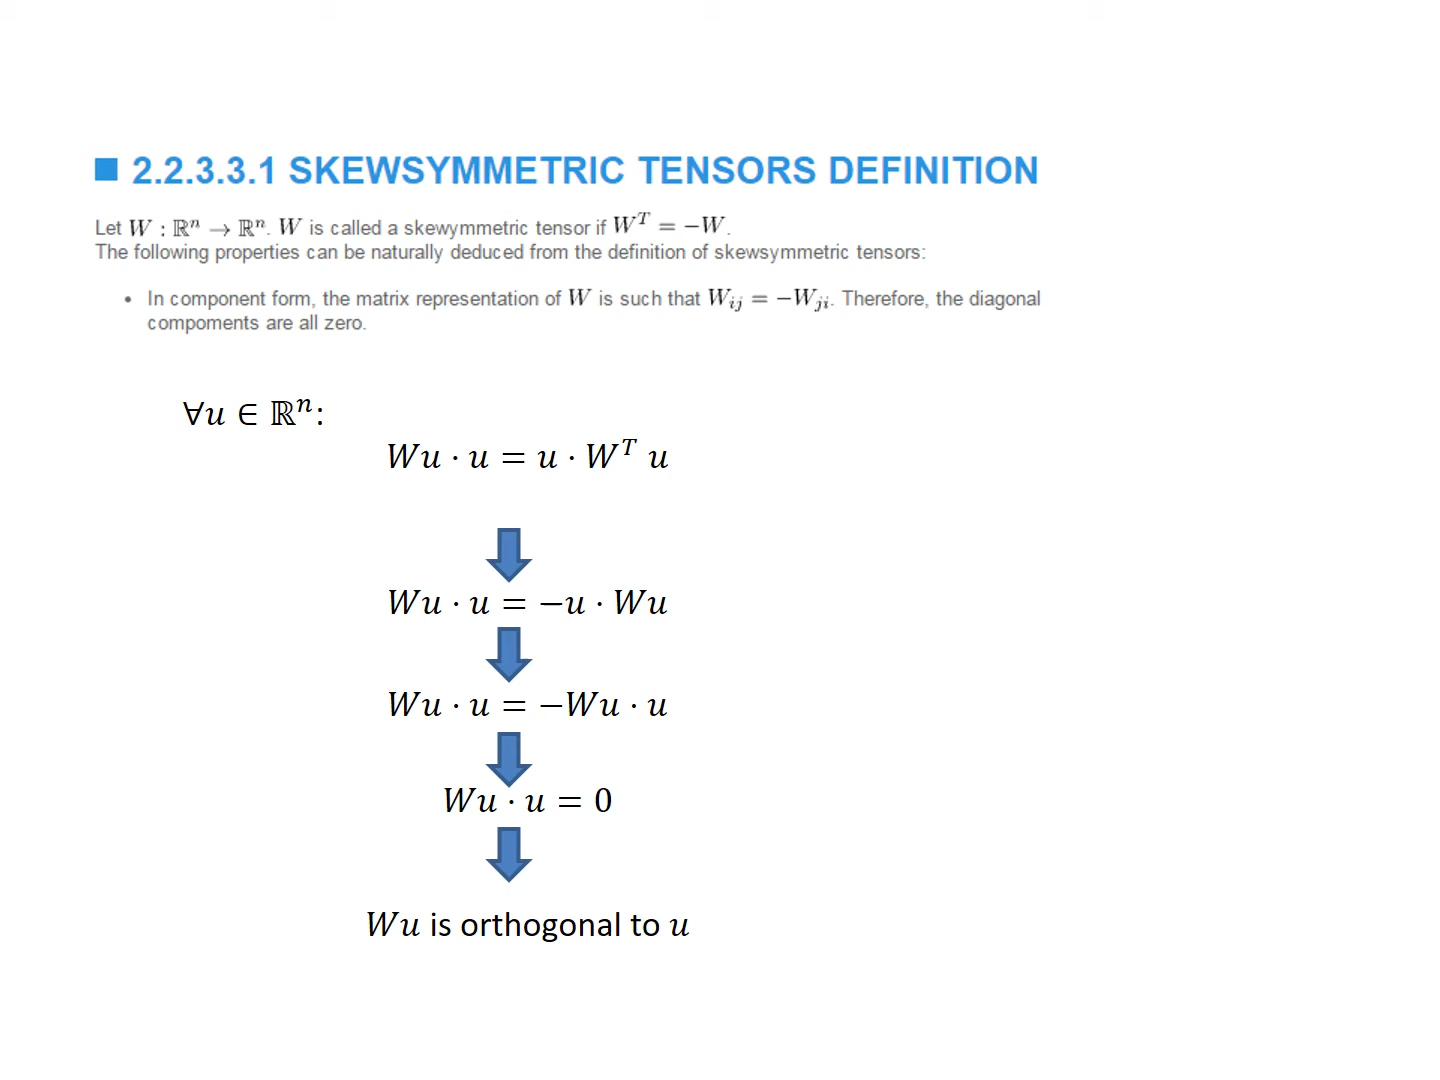 ■ 2.2.3.3.1 SKEWSYMMETRIC TENSORS DEFINITION
Let W : ℝⁿ → ℝⁿ. W is called a skewymmetric tensor if Wᵀ = −W.
The following properties can be naturally deduced from the definition of skewsymmetric tensors:
• In component form, the matrix representation of W is such that Wᵢⱼ = −Wⱼᵢ. Therefore, the diagonal
compoments are all zero.
∀u ∈ ℝⁿ:
Wu · u = u · Wᵀ u
Wu · u = −u · Wu
Wu · u = −Wu · u
Wu · u = 0
Wu is orthogonal to u